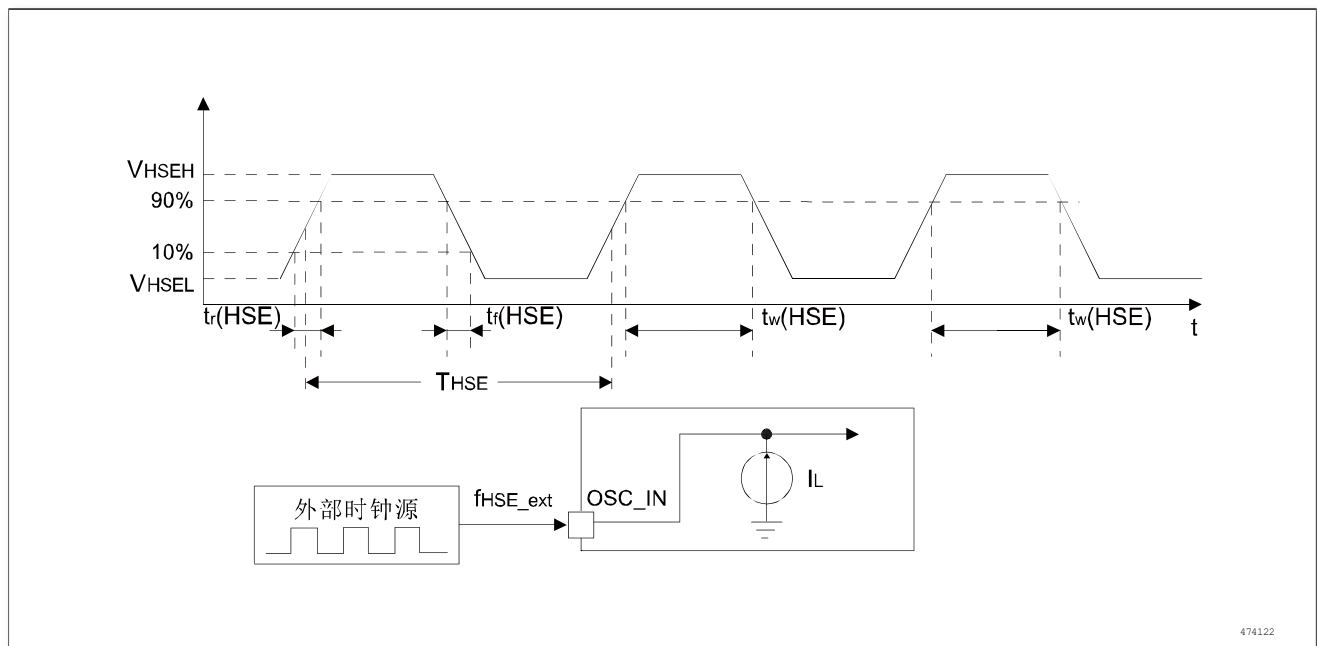 VHSEH
90%
10%
VHSEL
tr(HSE)
tf(HSE)
tw(HSE)
tw(HSE)
t
THSE
外部时钟源
fHSE_ext
OSC_IN
IL
474122